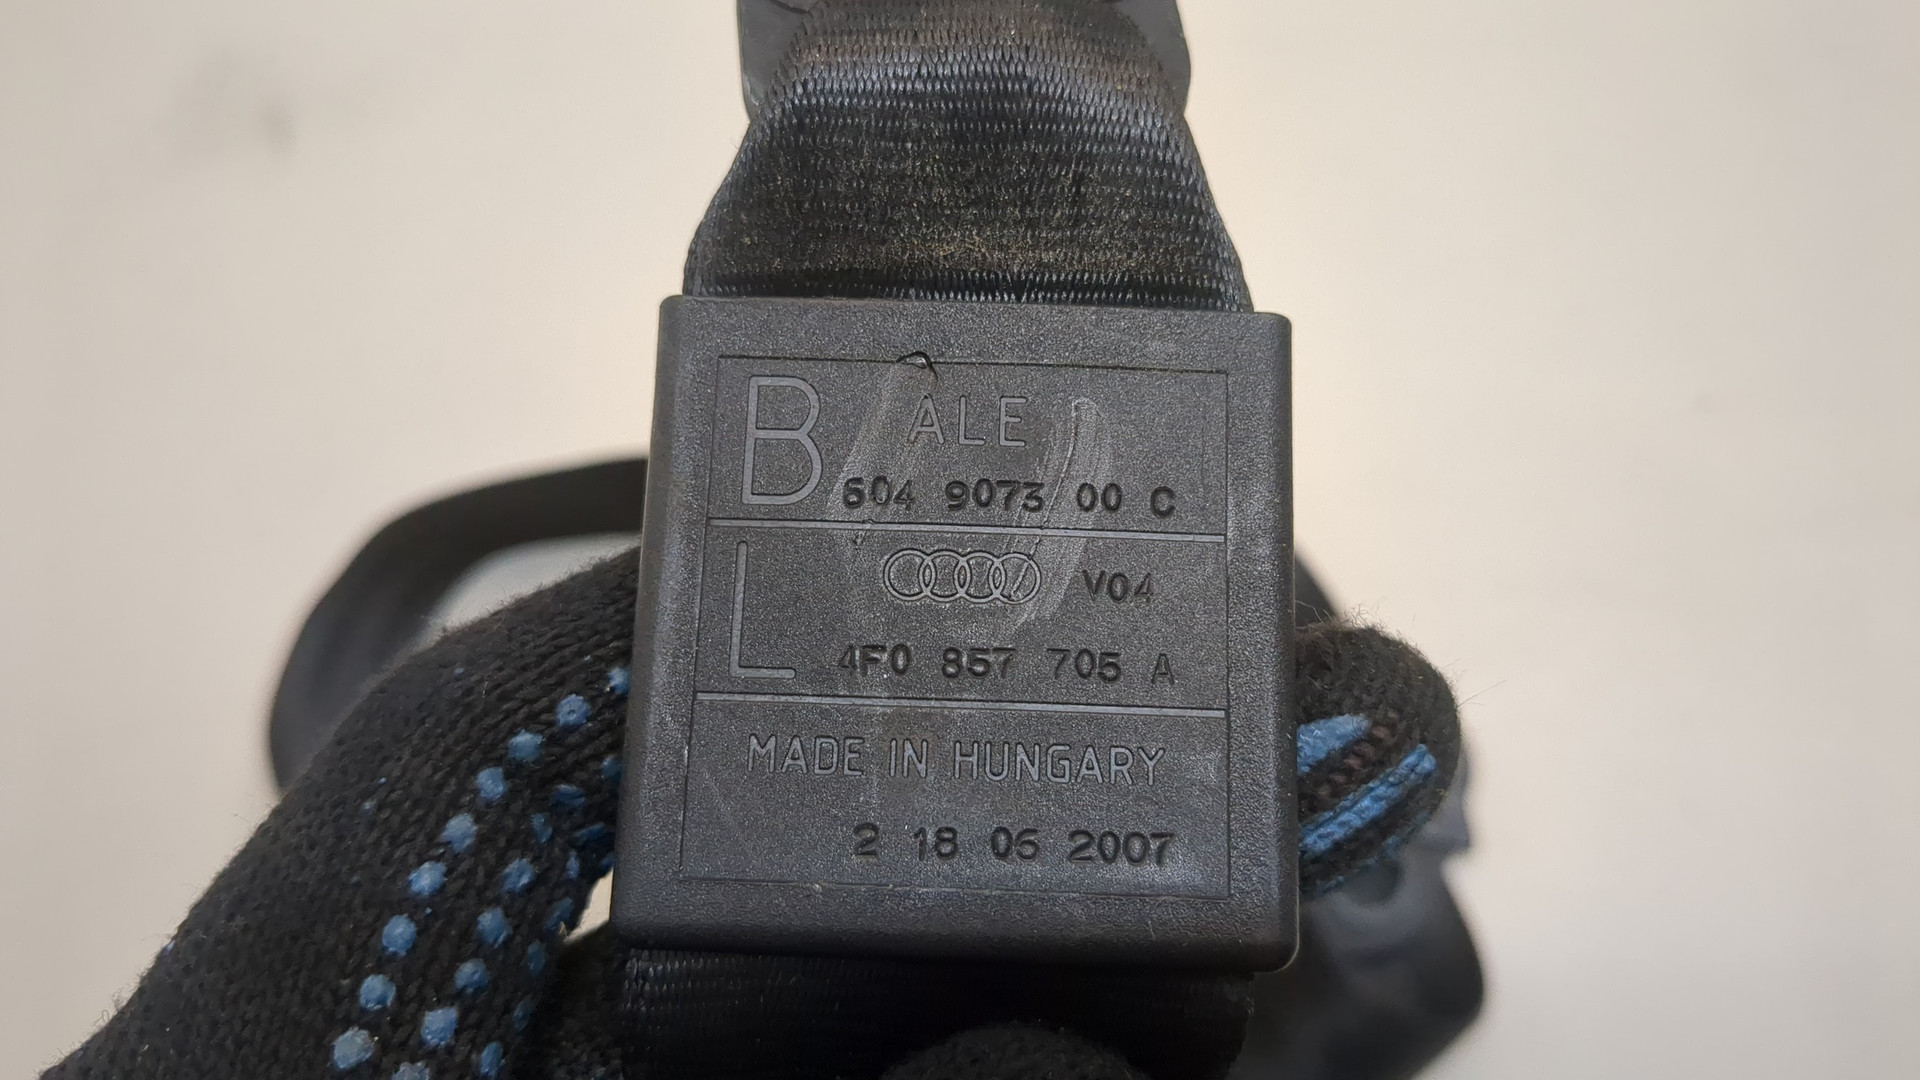 B ALE
604 9073 00 C
L V04
4F0 857 705 A
MADE IN HUNGARY
2 18 06 2007